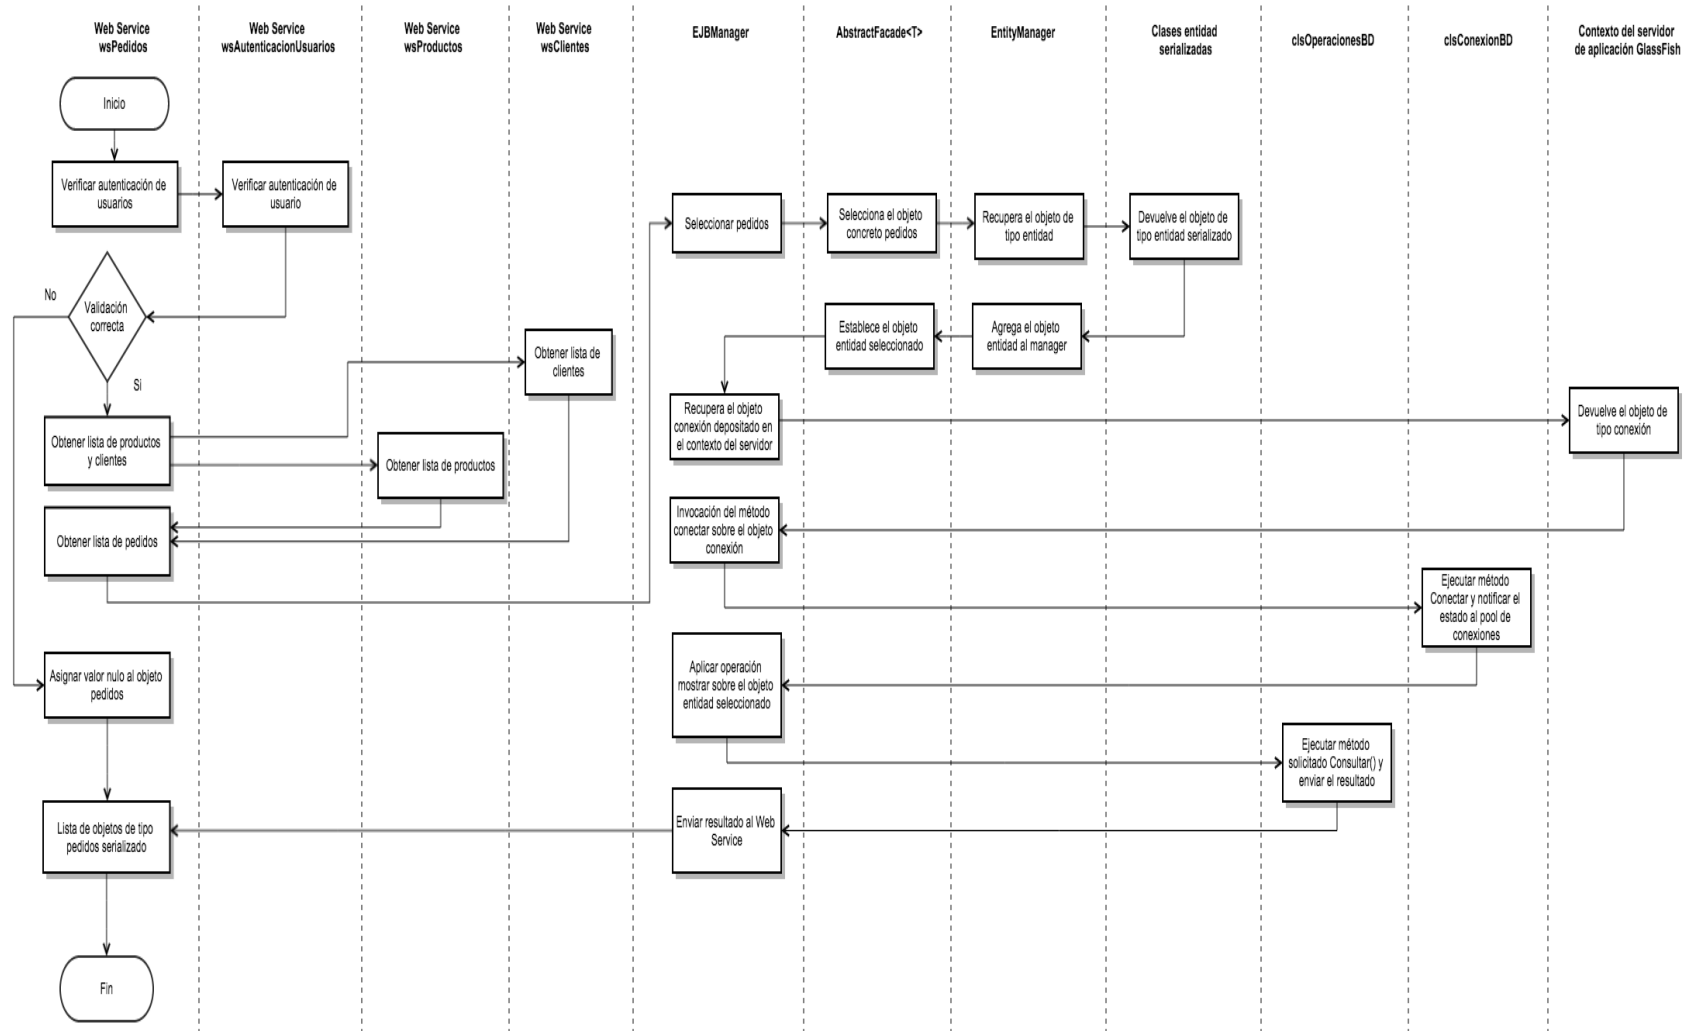 Web Service
wsPedidos
Web Service
wsAutenticacionUsuarios
Web Service
wsProductos
Web Service
wsClientes
EJBManager
AbstractFacade<T>
EntityManager
Clases entidad
serializadas
clsOperacionesBD
clsConexionBD
Contexto del servidor
de aplicación GlassFish
Inicio
Verificar autenticación de
usuarios
Verificar autenticación de
usuario
Seleccionar pedidos
Selecciona el objeto
concreto pedidos
Recupera el objeto de
tipo entidad
Devuelve el objeto de
tipo entidad serializado
No
Validación
correcta
Si
Establece el objeto
entidad seleccionado
Agrega el objeto
entidad al manager
Obtener lista de
clientes
Recupera el objeto
conexión depositado en
el contexto del servidor
Devuelve el objeto de
tipo conexión
Obtener lista de productos
y clientes
Obtener lista de productos
Obtener lista de pedidos
Invocación del método
conectar sobre el objeto
conexión
Ejecutar método
Conectar y notificar el
estado al pool de
conexiones
Asignar valor nulo al objeto
pedidos
Aplicar operación
mostrar sobre el objeto
entidad seleccionado
Ejecutar método
solicitado Consultar() y
enviar el resultado
Lista de objetos de tipo
pedidos serializado
Enviar resultado al Web
Service
Fin